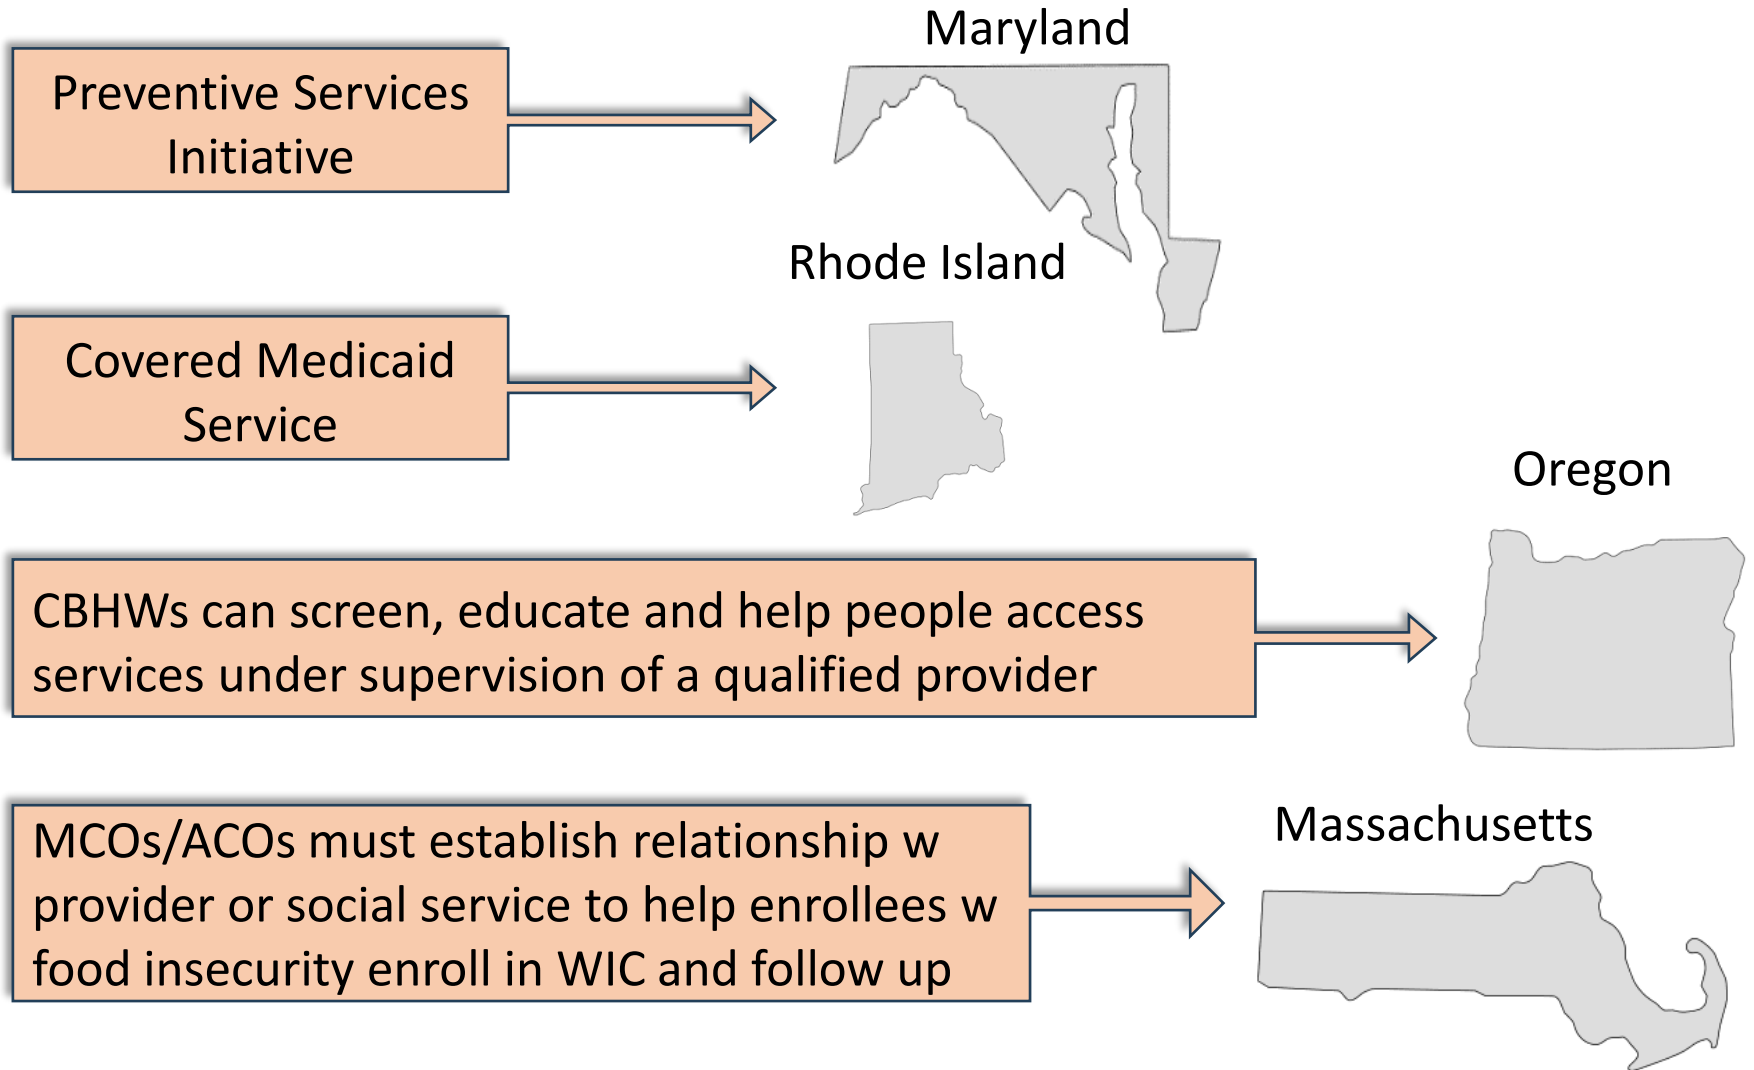 Maryland
Preventive Services
Initiative
Rhode Island
Covered Medicaid
Service
Oregon
CBHWs can screen, educate and help people access
services under supervision of a qualified provider
Massachusetts
MCOs/ACOs must establish relationship w
provider or social service to help enrollees w
food insecurity enroll in WIC and follow up